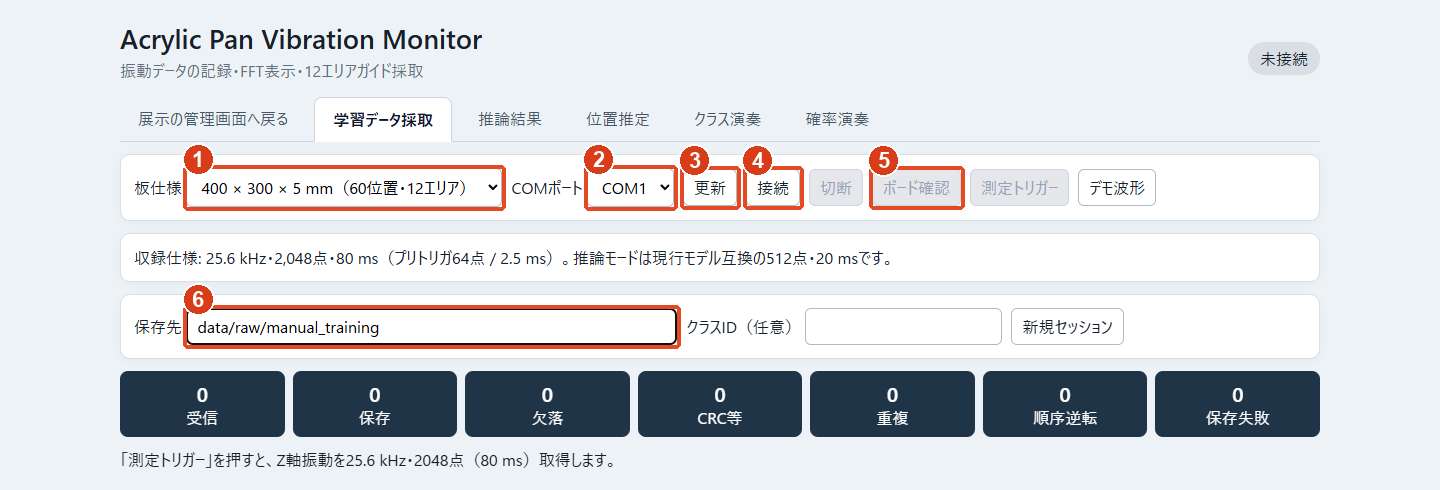 Acrylic Pan Vibration Monitor
振動データの記録・FFT表示・12エリアガイド採取
未接続
展示の管理画面へ戻る 学習データ採取 推論結果 位置推定 クラス演奏 確率演奏
1 2 3 4 5
板仕様 400 × 300 × 5 mm（60位置・12エリア） COMポート COM1 更新 接続 切断 ボード確認 測定トリガー デモ波形
収録仕様: 25.6 kHz・2,048点・80 ms（プリトリガ64点 / 2.5 ms）。推論モードは現行モデル互換の512点・20 msです。
6
保存先 data/raw/manual_training クラスID（任意） 新規セッション
0 0 0 0 0 0 0
受信 保存 欠落 CRC等 重複 順序逆転 保存失敗
「測定トリガー」を押すと、Z軸振動を25.6 kHz・2048点（80 ms）取得します。